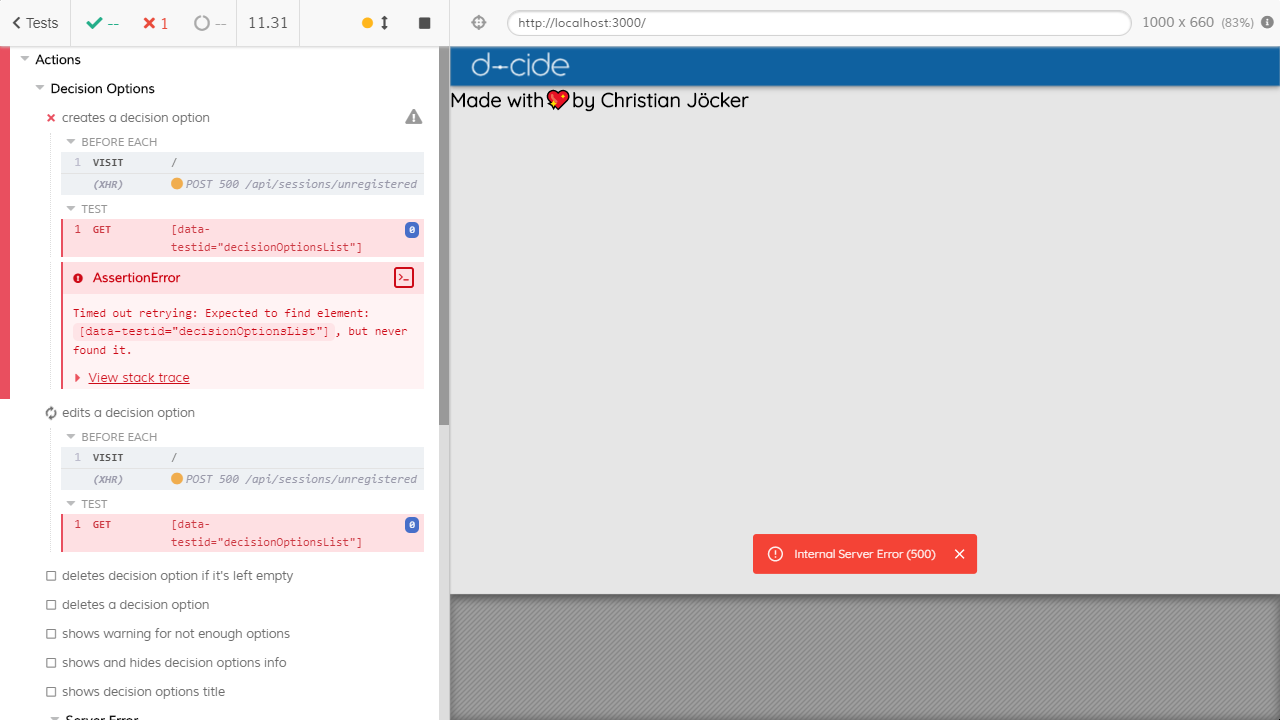 Tests
--
1
--
11.31
http://localhost:3000/
1000 x 660 (83%)
Actions
Decision Options
creates a decision option
BEFORE EACH
1 VISIT /
(XHR) POST 500 /api/sessions/unregistered
TEST
1 GET [data-
testid="decisionOptionsList"]
0
AssertionError
Timed out retrying: Expected to find element:
[data-testid="decisionOptionsList"], but never
found it.
View stack trace
edits a decision option
BEFORE EACH
1 VISIT /
(XHR) POST 500 /api/sessions/unregistered
TEST
1 GET [data-
testid="decisionOptionsList"]
0
deletes decision option if it's left empty
deletes a decision option
shows warning for not enough options
shows and hides decision options info
shows decision options title
Server Error
d-cide
Made with💖by Christian Jöcker
Internal Server Error (500)